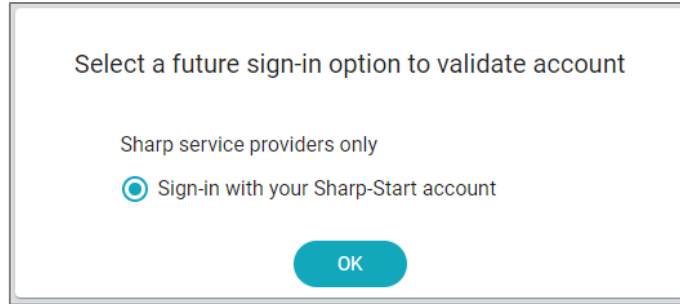 Select a future sign-in option to validate account
Sharp service providers only
Sign-in with your Sharp-Start account
OK